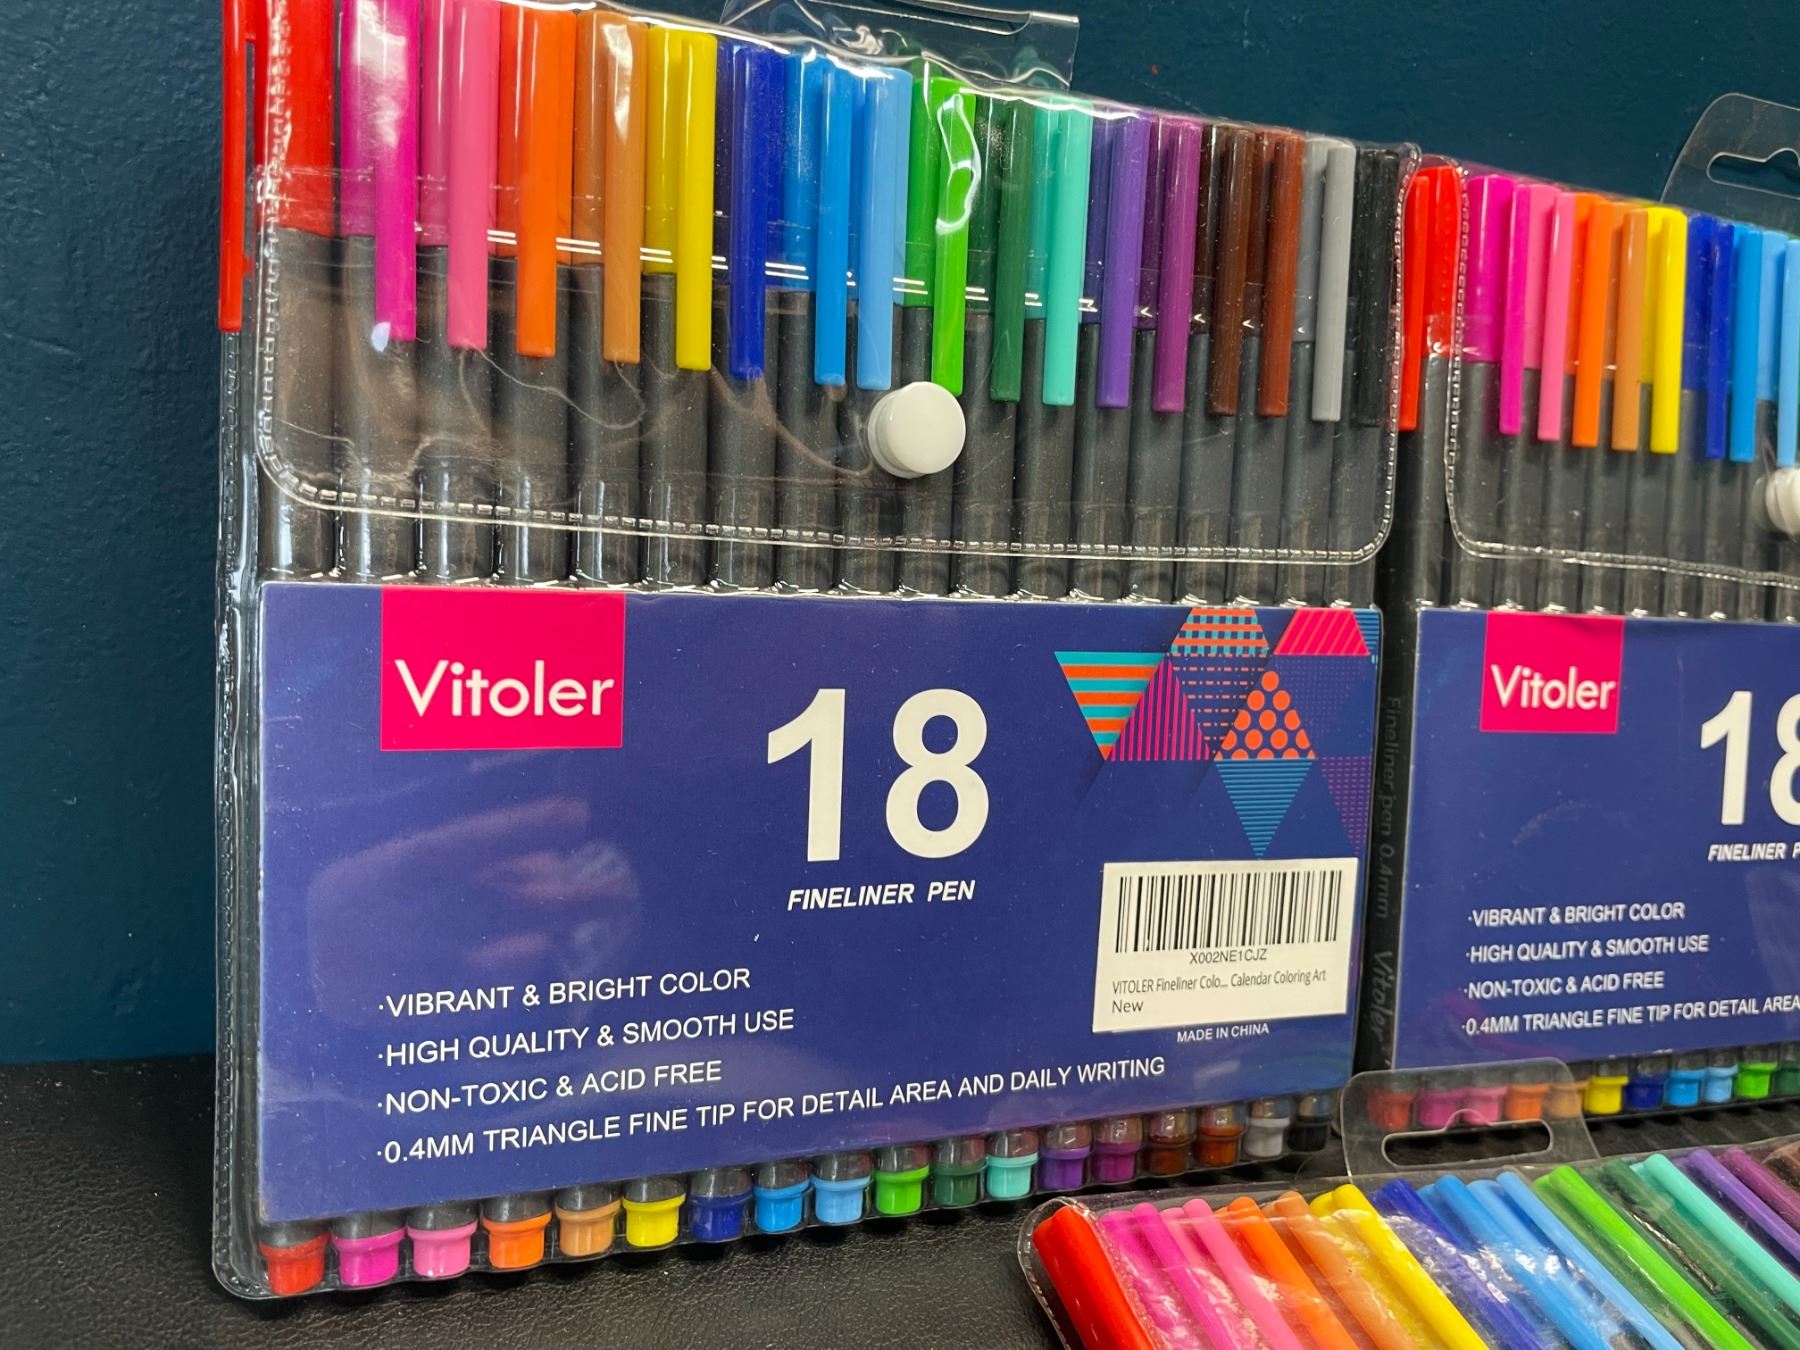 Vitoler
18
FINELINER PEN
·VIBRANT & BRIGHT COLOR
·HIGH QUALITY & SMOOTH USE
·NON-TOXIC & ACID FREE
·0.4MM TRIANGLE FINE TIP FOR DETAIL AREA AND DAILY WRITING
X002NE1CJZ
VITOLER Fineliner Colo... Calendar Coloring Art
New
MADE IN CHINA
Fineliner pen 0.4mm Vitoler
Vitoler
18
FINELINER P
·VIBRANT & BRIGHT COLOR
·HIGH QUALITY & SMOOTH USE
·NON-TOXIC & ACID FREE
·0.4MM TRIANGLE FINE TIP FOR DETAIL AREA